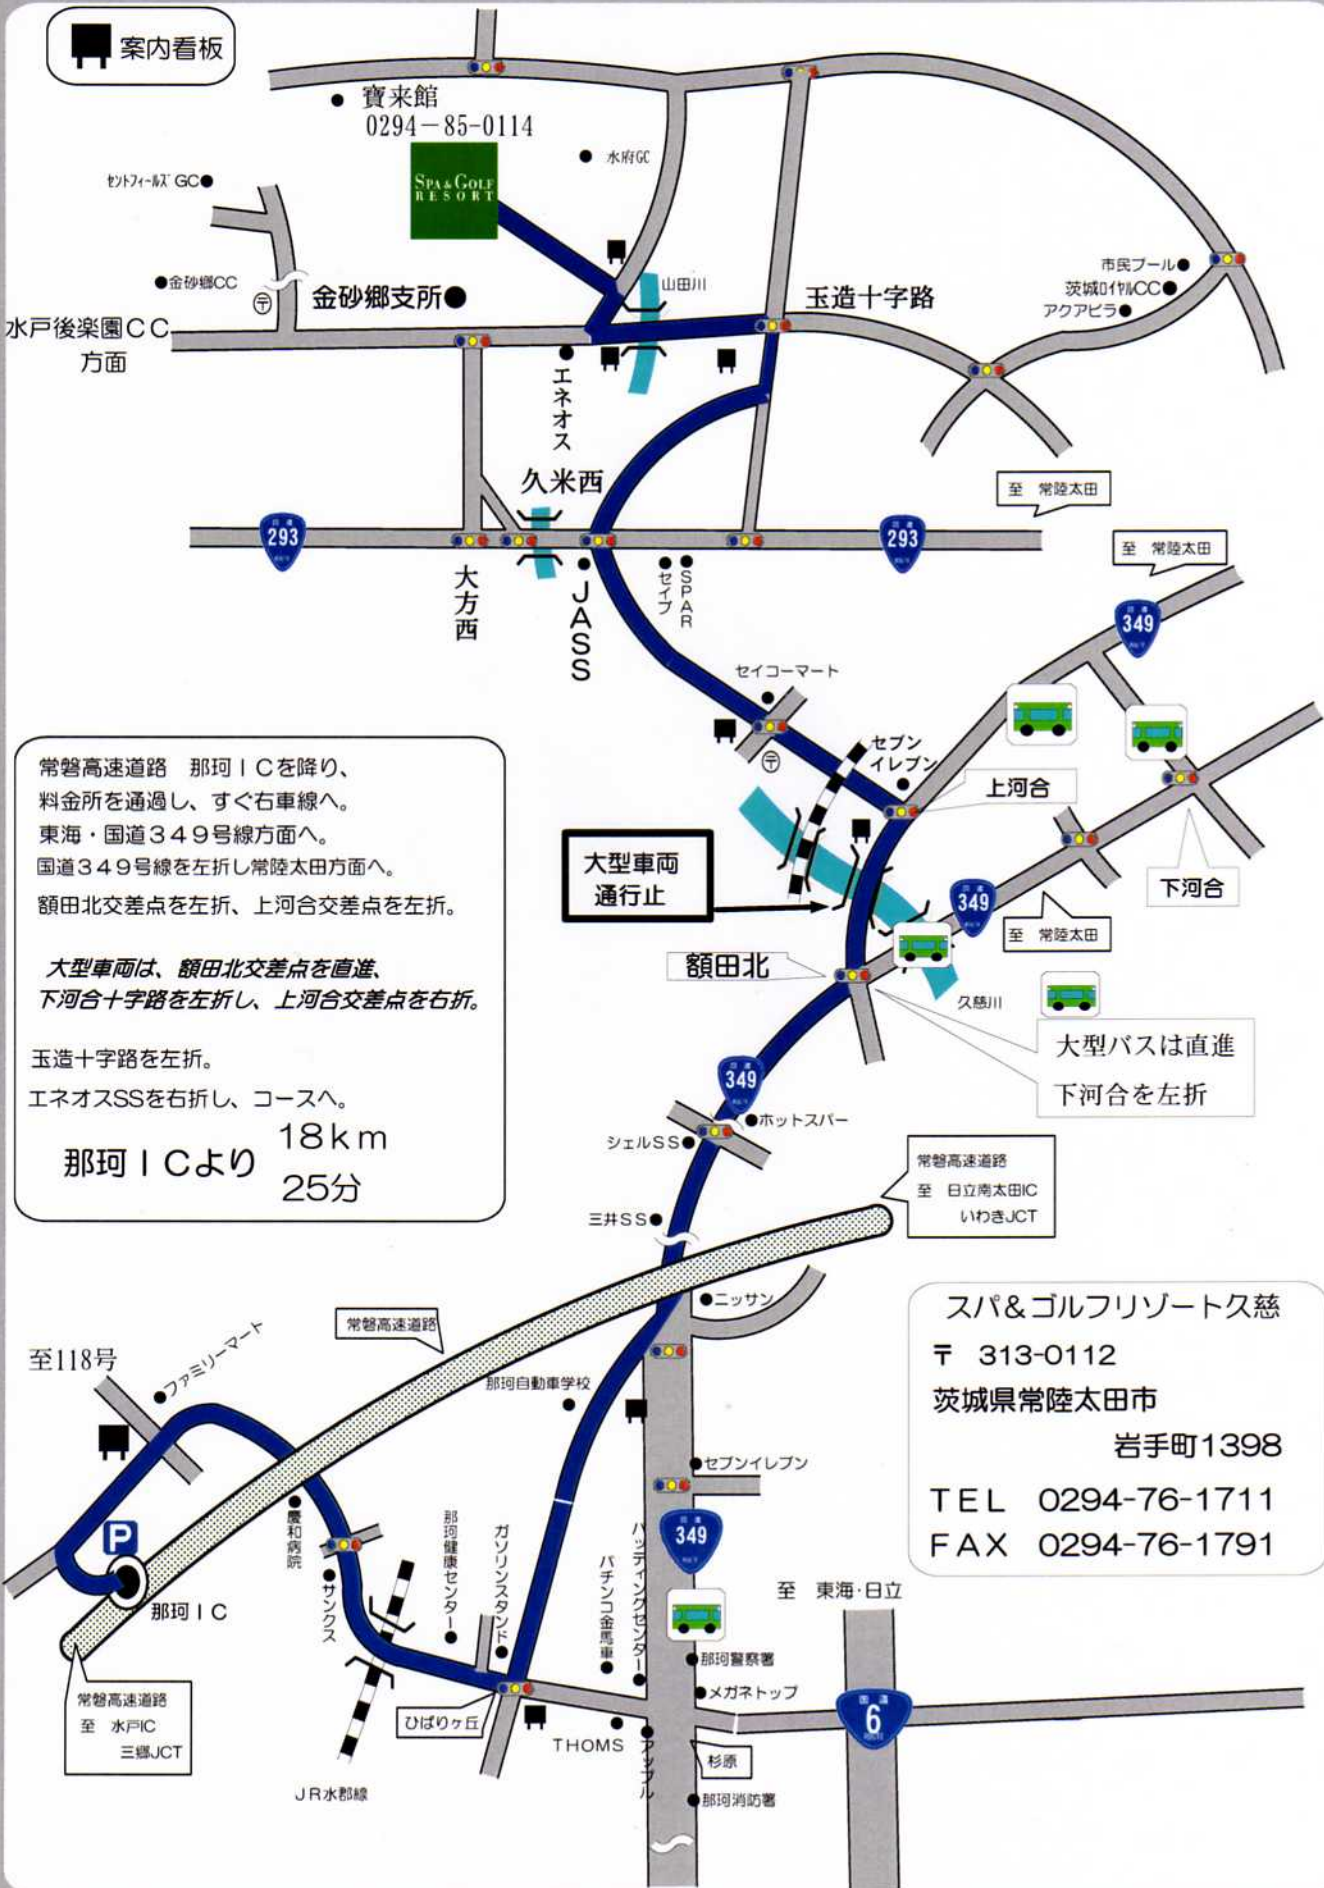 案内看板
寶来館
0294－85-0114
水府GC
セントフィールズGC
SPA & GOLF
RESORT
金砂郷CC
〒
金砂郷支所
山田川
玉造十字路
市民プール
茨城ロイヤルCC
アクアピラ
水戸後楽園CC
方面
エネオス
久米西
至 常陸太田
国道
293
国道
293
至 常陸太田
大方西
JASS
セイブ
SPAR
国道
349
セイコーマート
〒
セブン
イレブン
上河合
常磐高速道路 那珂ＩＣを降り、
料金所を通過し、すぐ右車線へ。
東海・国道３４９号線方面へ。
国道３４９号線を左折し常陸太田方面へ。
額田北交差点を左折、上河合交差点を左折。
大型車両は、額田北交差点を直進、
下河合十字路を左折し、上河合交差点を右折。
玉造十字路を左折。
エネオスSSを右折し、コースへ。
那珂ＩＣより
18km
25分
大型車両
通行止
下河合
国道
349
至 常陸太田
額田北
久慈川
大型バスは直進
下河合を左折
国道
349
ホットスパー
シェルSS
常磐高速道路
至 日立南太田IC
いわきJCT
三井SS
ニッサン
常磐高速道路
スパ&ゴルフリゾート久慈
〒 313-0112
茨城県常陸太田市
岩手町1398
TEL 0294-76-1711
FAX 0294-76-1791
至118号
ファミリーマート
那珂自動車学校
セブンイレブン
慶和病院
P
那珂ＩＣ
サンクス
那珂健康センター
ガソリンスタンド
パチンコ金馬車
バッティングセンター
国道
349
至 東海・日立
那珂警察署
メガネトップ
国道
6
常磐高速道路
至 水戸IC
三郷JCT
ひばりヶ丘
THOMS
アップル
杉原
JR水郡線
那珂消防署